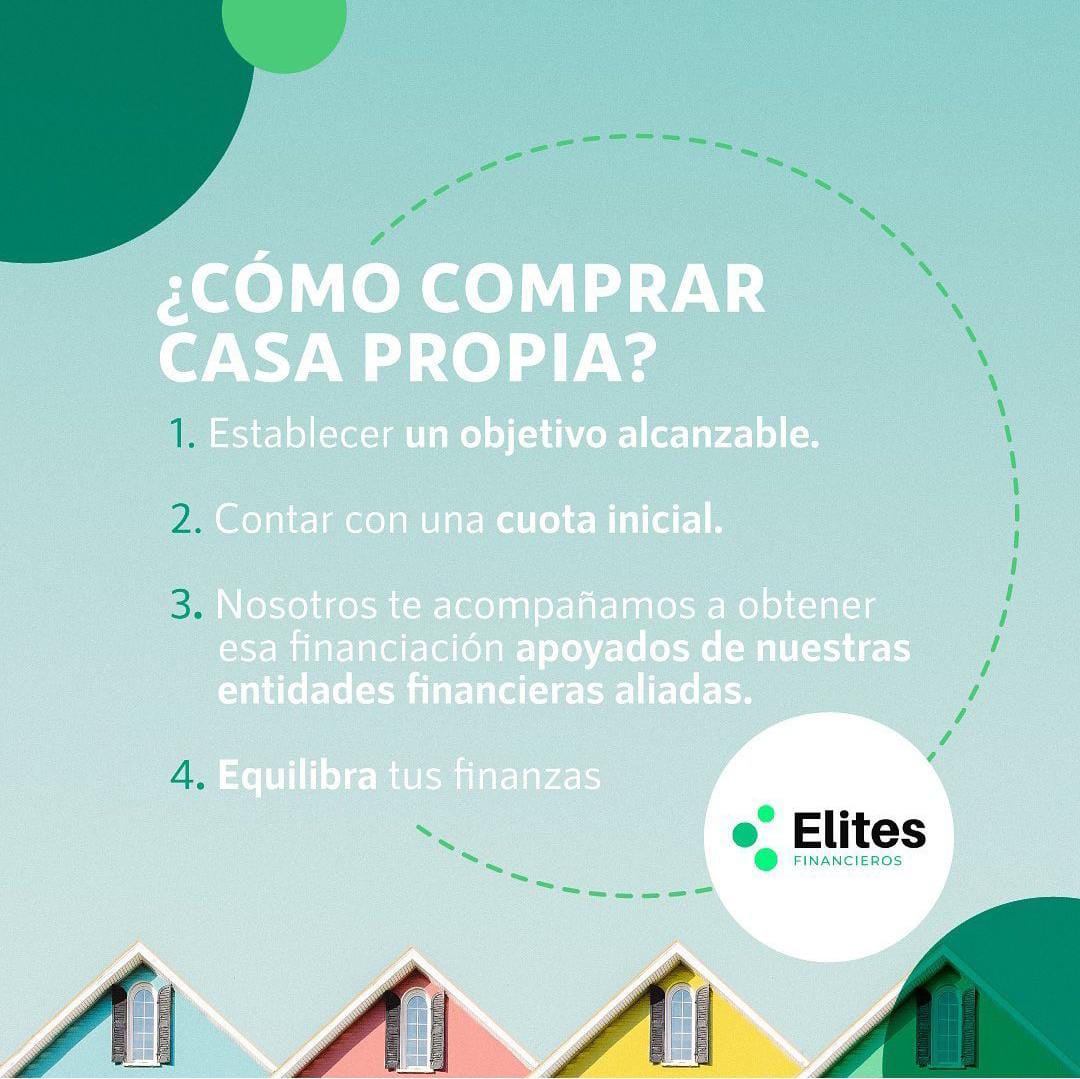 ¿CÓMO COMPRAR
CASA PROPIA?
1. Establecer un objetivo alcanzable.
2. Contar con una cuota inicial.
3. Nosotros te acompañamos a obtener
esa financiación apoyados de nuestras
entidades financieras aliadas.
4. Equilibra tus finanzas
Elites
FINANCIEROS